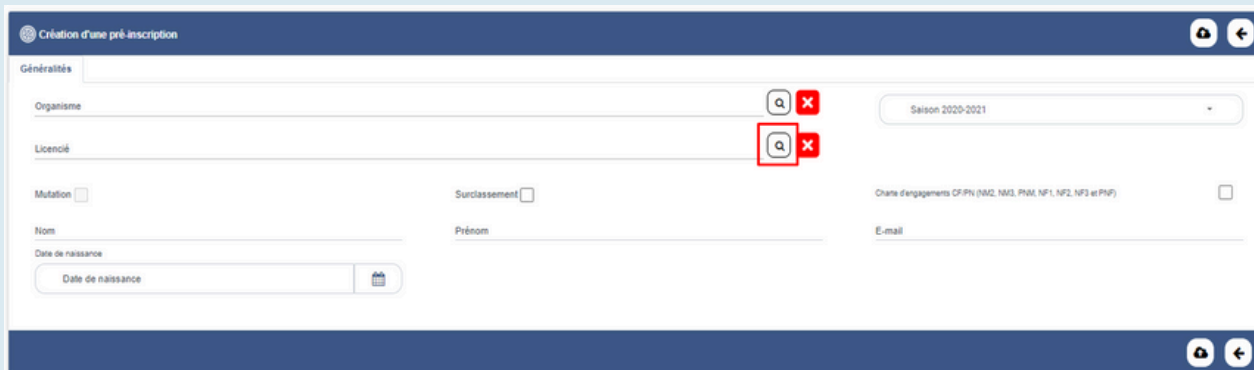 Création d'une pré-inscription
Généralités
Organisme
Saison 2020-2021
Licencié
Mutation
Surclassement
Charte d'engagements CF/PN (NM2, NM3, PNM, NF1, NF2, NF3 et PNF)
Nom
Prénom
E-mail
Date de naissance
Date de naissance